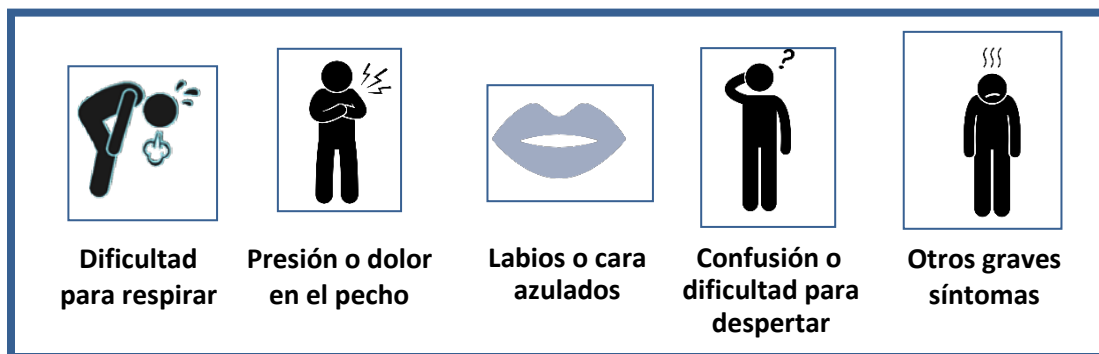 ?
Dificultad
para respirar
Presión o dolor
en el pecho
Labios o cara
azulados
Confusión o
dificultad para
despertar
Otros graves
síntomas